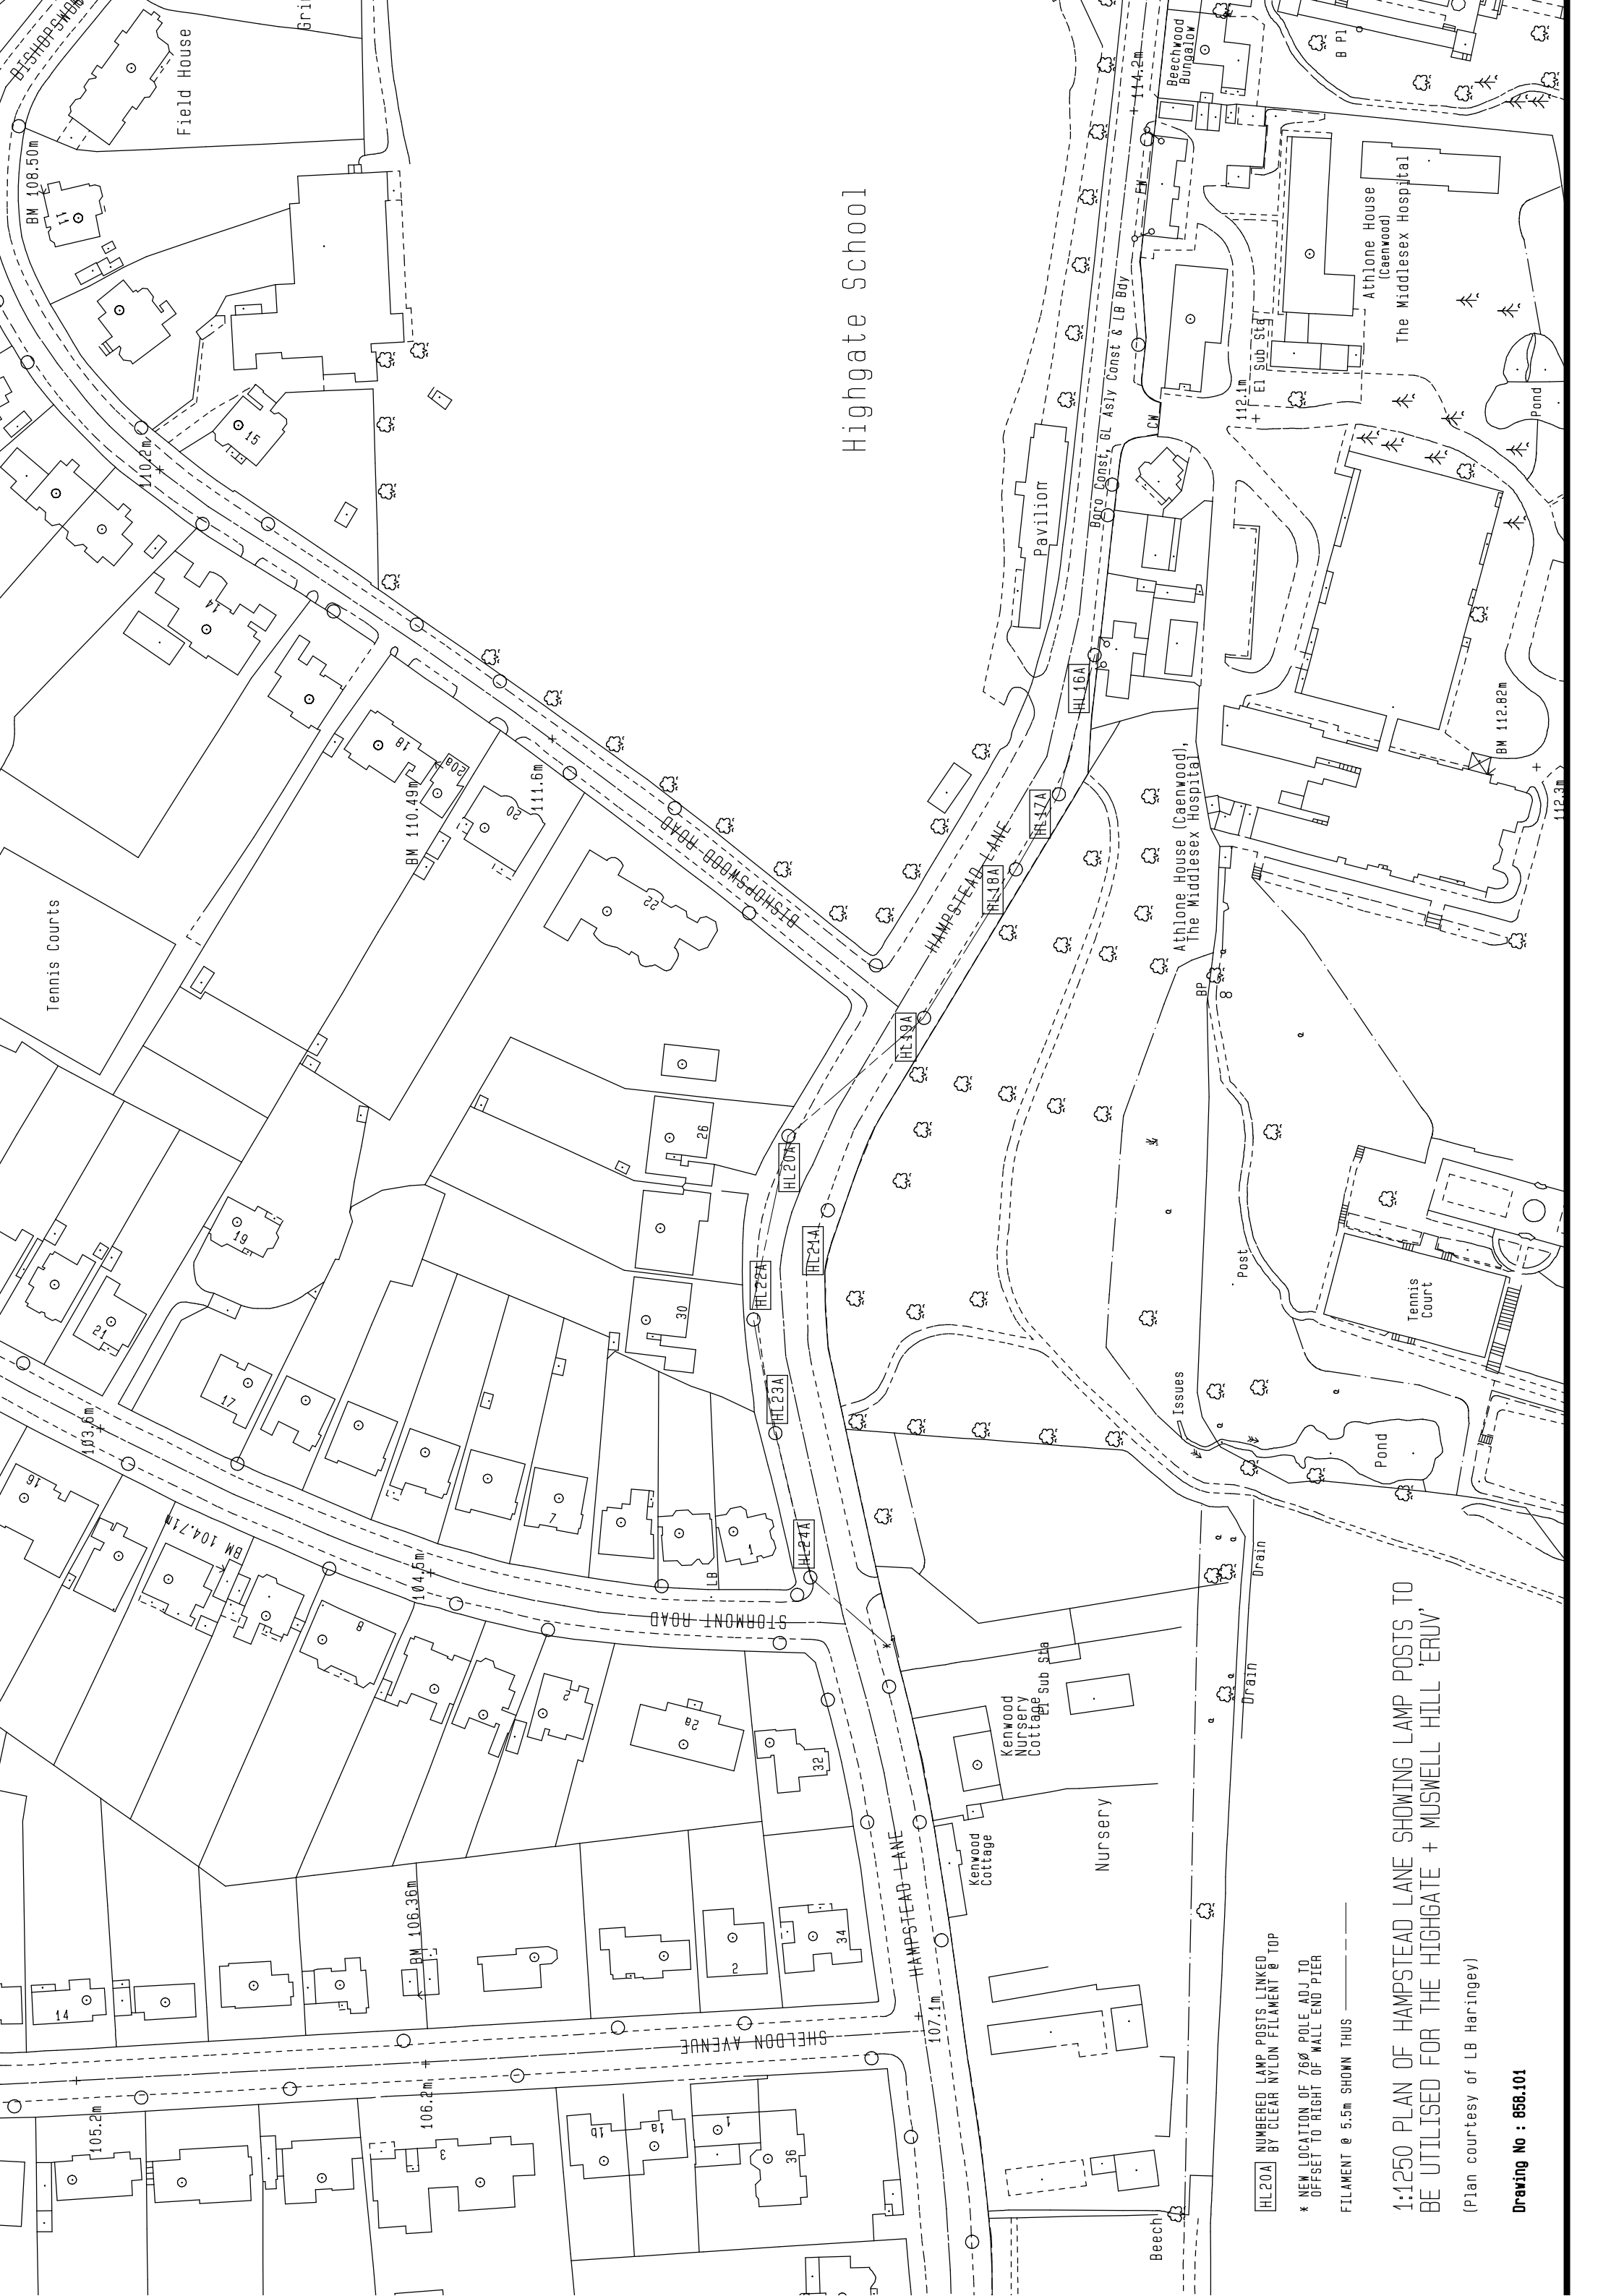 BISHOPSWOOD
Field House
Gri
BM 108.50m
11
15
110.2m
14
18
20a
BM 110.49m
20
111.6m
22
BISHOPSWOOD ROAD
Tennis Courts
Highgate School
Pavilion
114.2m
Beechwood
Bungalow
B Pl
FW
Boro Const, GL Asly Const & LB Bdy
CW
112.1m
El Sub Sta
Athlone House
(Caenwood)
The Middlesex Hospital
Pond
BM 112.82m
112.3m
HL16A
HL17A
HL18A
HAMPSTEAD LANE
HL19A
Athlone House (Caenwood),
The Middlesex Hospital
BP
8
HL20A
HL21A
HL22A
HL23A
HL24A
26
30
19
21
17
103.6m
16
BM 104.71m
7
1
LB
104.5m
8
2
STORMONT ROAD
2a
32
Post
Tennis
Court
Issues
Pond
Drain
Drain
El Sub Sta
Kenwood
Nursery
Cottage
Kenwood
Cottage
Nursery
HAMPSTEAD LANE
BM 106.36m
14
2
34
SHELDON AVENUE
107.1m
105.2m
106.2m
3
1b
1a
1
36
Beech
HL20A NUMBERED LAMP POSTS LINKED
BY CLEAR NYLON FILAMENT @ TOP
* NEW LOCATION OF 76Ø POLE ADJ TO
OFFSET TO RIGHT OF WALL END PIER
FILAMENT @ 5.5m SHOWN THUS
1:1250 PLAN OF HAMPSTEAD LANE SHOWING LAMP POSTS TO
BE UTILISED FOR THE HIGHGATE + MUSWELL HILL 'ERUV'
(Plan courtesy of LB Haringey)
Drawing No : 858.101